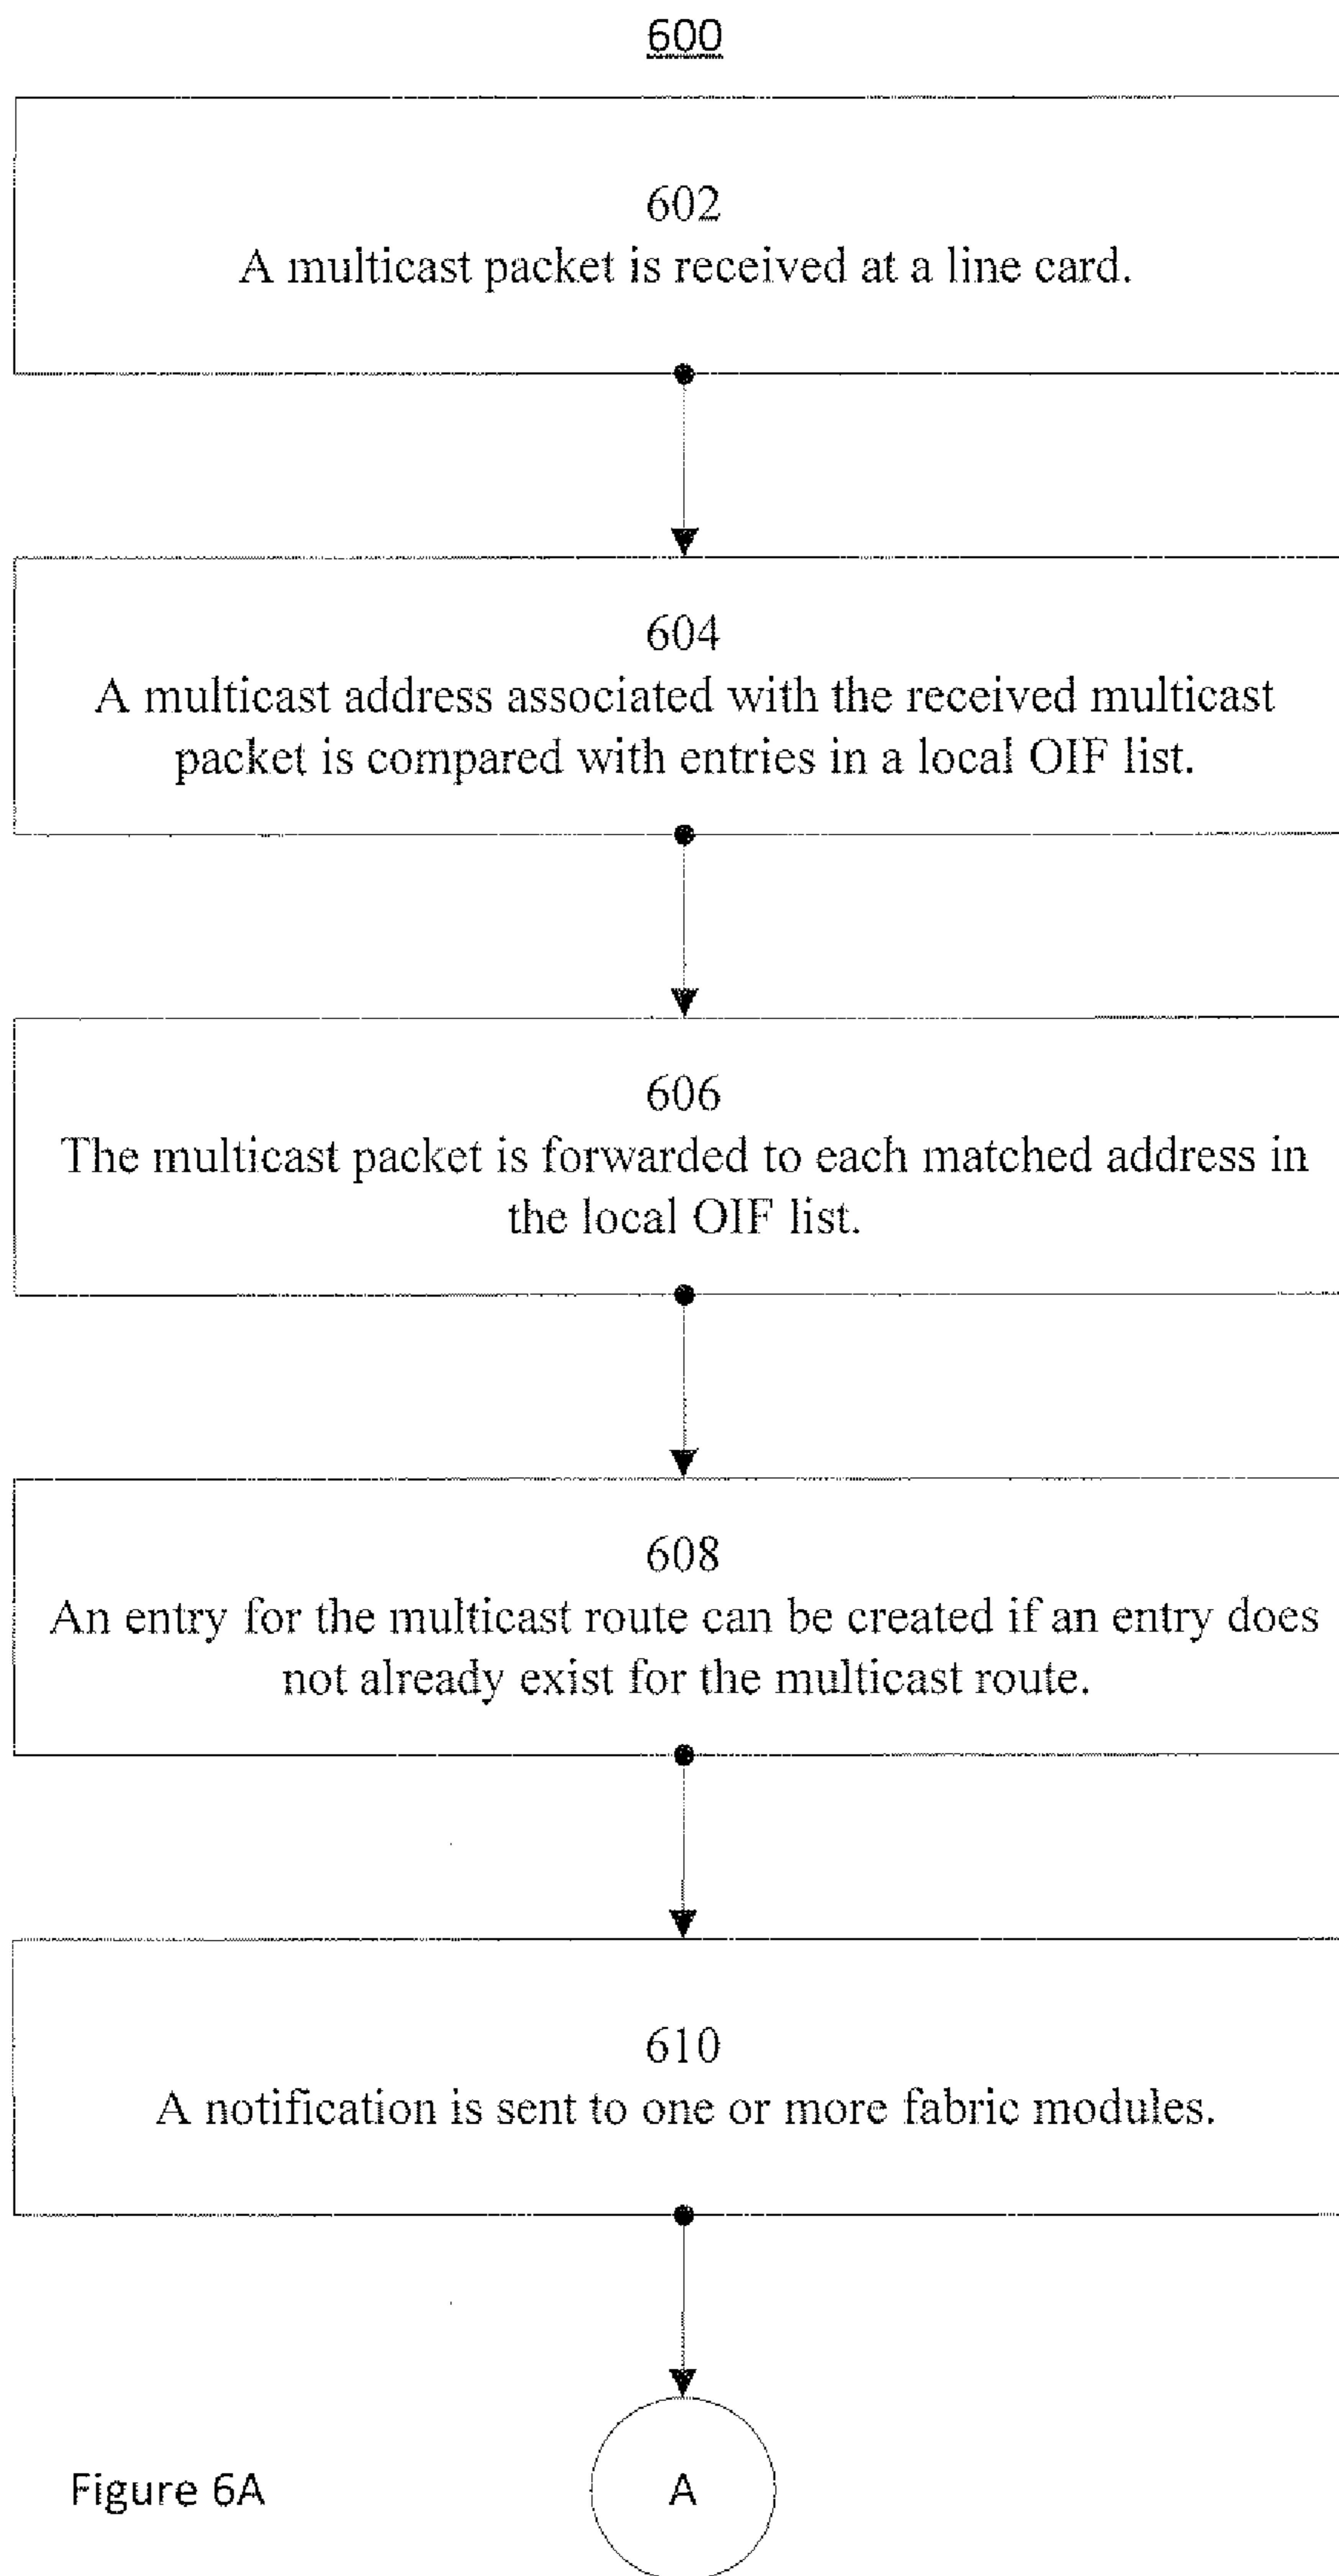 600
602
A multicast packet is received at a line card.
604
A multicast address associated with the received multicast
packet is compared with entries in a local OIF list.
606
The multicast packet is forwarded to each matched address in
the local OIF list.
608
An entry for the multicast route can be created if an entry does
not already exist for the multicast route.
610
A notification is sent to one or more fabric modules.
Figure 6A
A